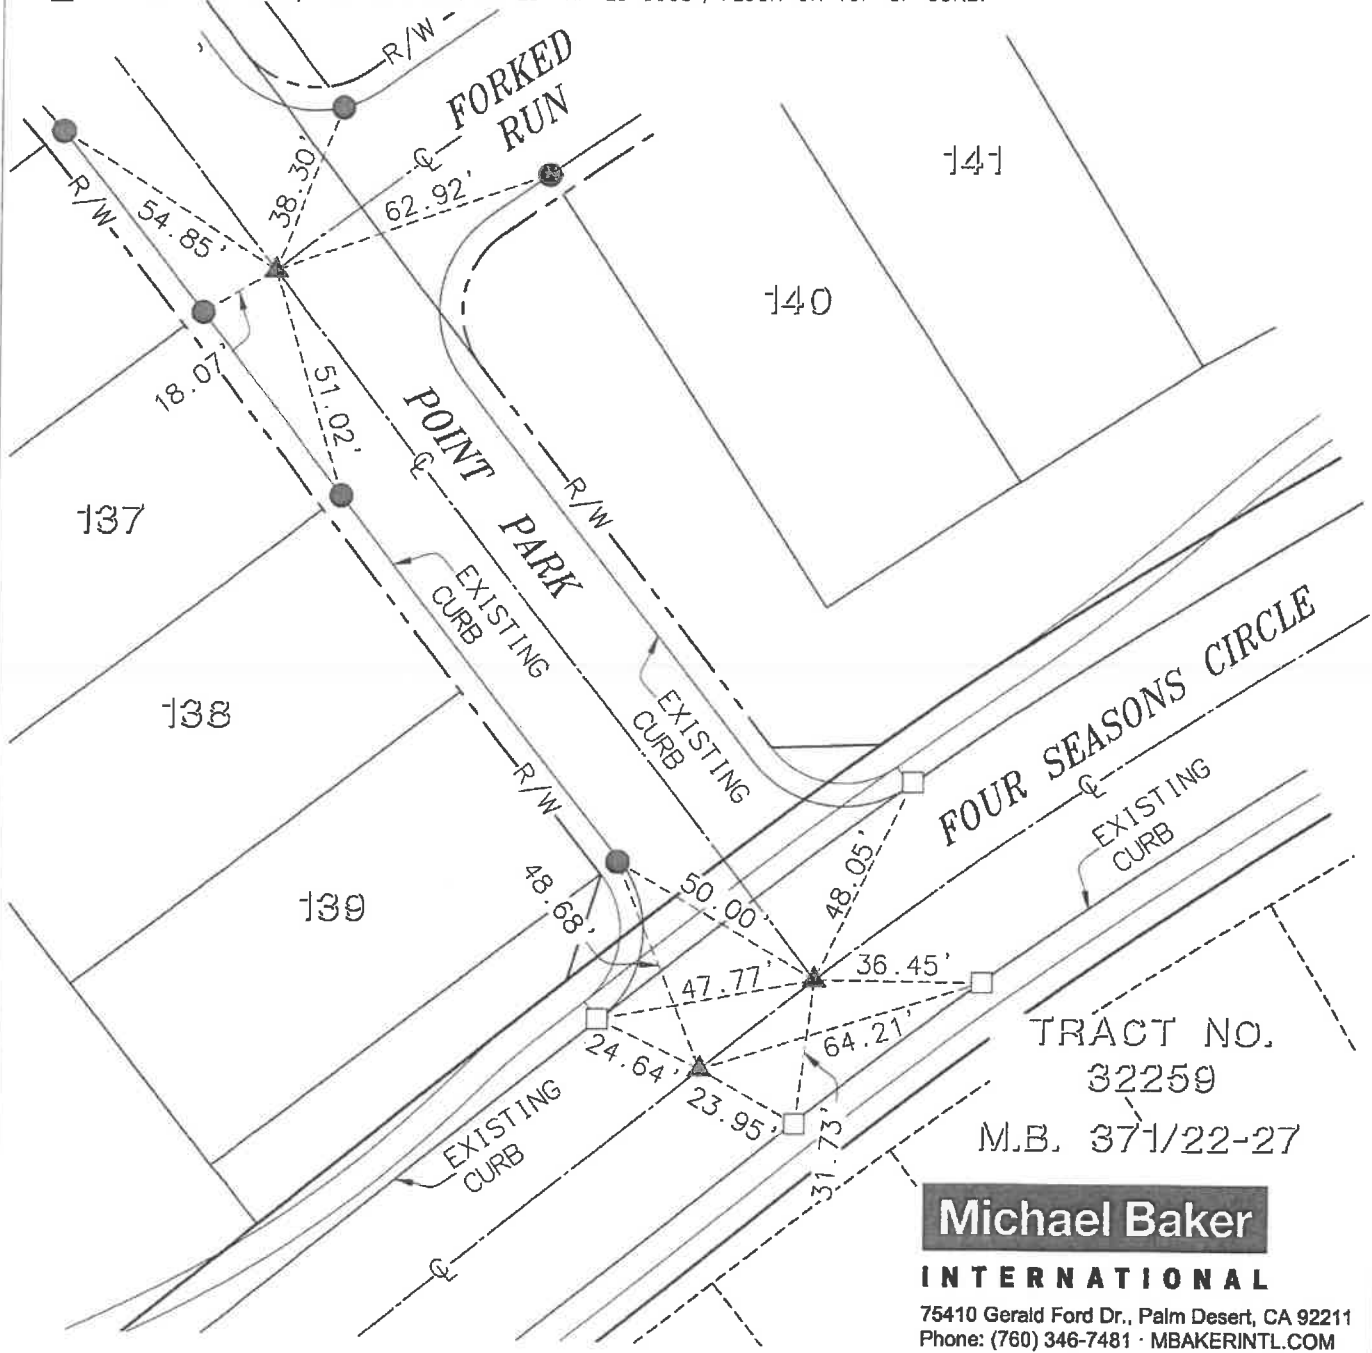 R/W
FORKED
RUN
℄
38.30'
62.92'
R/W
54.85'
141
140
18.07'
51.02'
POINT PARK
℄
R/W
137
EXISTING
CURB
138
EXISTING
CURB
R/W
FOUR SEASONS CIRCLE
℄
EXISTING
CURB
139
48.68'
50.00'
48.05'
47.77'
36.45'
24.64'
64.21'
23.95'
31.73'
EXISTING
CURB
℄
TRACT NO.
32259
M.B. 371/22-27
Michael Baker
INTERNATIONAL
75410 Gerald Ford Dr., Palm Desert, CA 92211
Phone: (760) 346-7481 · MBAKERINTL.COM